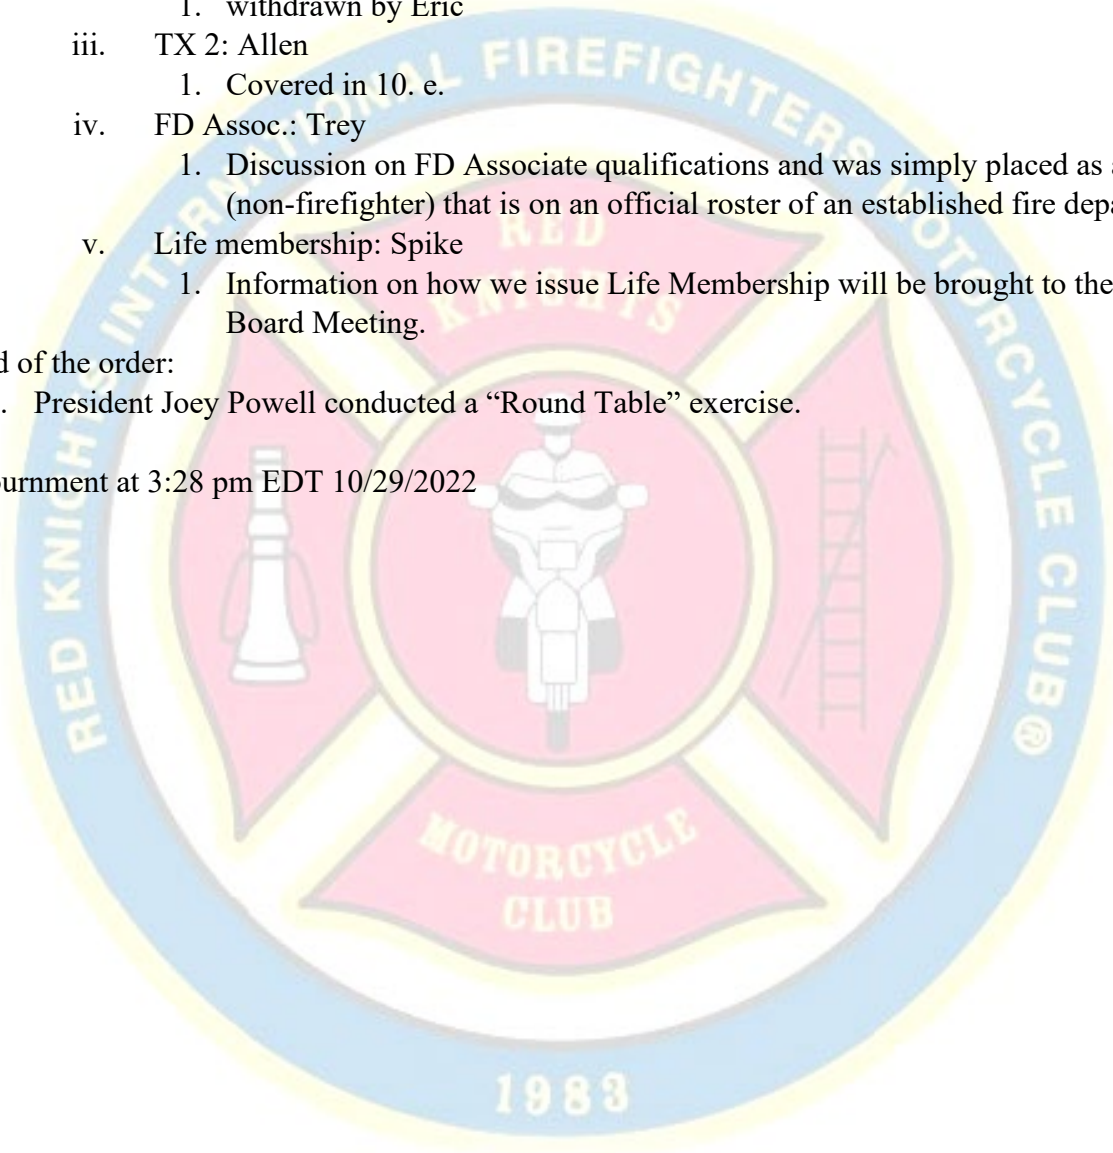 1. withdrawn by Eric
iii. TX 2: Allen
1. Covered in 10. e.
iv. FD Assoc.: Trey
1. Discussion on FD Associate qualifications and was simply placed as
(non-firefighter) that is on an official roster of an established fire depa
v. Life membership: Spike
1. Information on how we issue Life Membership will be brought to the
Board Meeting.
d of the order:
. President Joey Powell conducted a “Round Table” exercise.
ournment at 3:28 pm EDT 10/29/2022
RED KNIGHTS INTERNATIONAL FIREFIGHTERS MOTORCYCLE CLUB®
RED
KNIGHTS
MOTORCYCLE
CLUB
1983